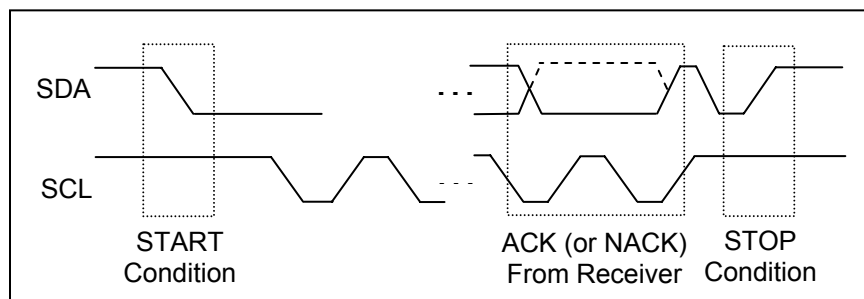 SDA
SCL
START
Condition
ACK (or NACK)
From Receiver
STOP
Condition